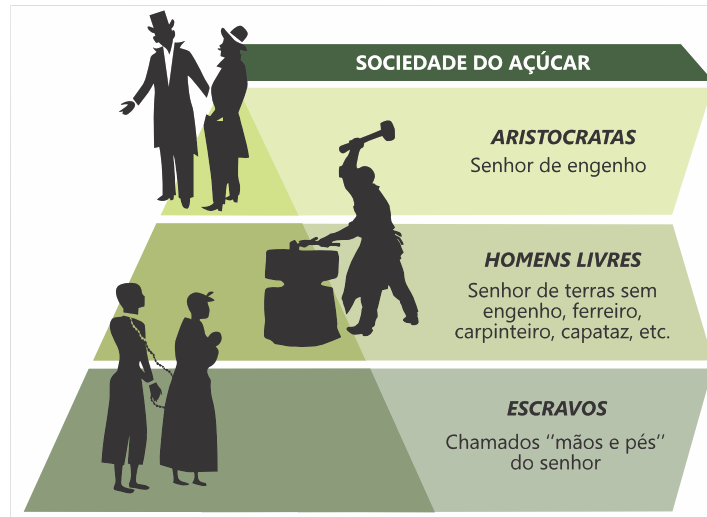 SOCIEDADE DO AÇÚCAR
ARISTOCRATAS
Senhor de engenho
HOMENS LIVRES
Senhor de terras sem
engenho, ferreiro,
carpinteiro, capataz, etc.
ESCRAVOS
Chamados “mãos e pés”
do senhor